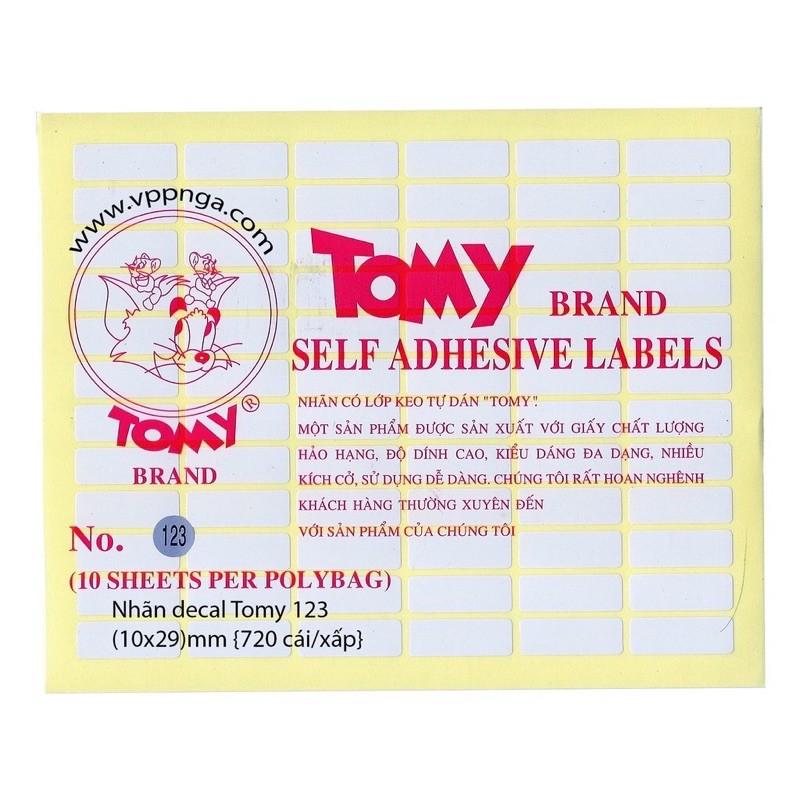 www.vppnga.com
TOMY
BRAND
SELF ADHESIVE LABELS
NHÃN CÓ LỚP KEO TỰ DÁN "TOMY".
MỘT SẢN PHẨM ĐƯỢC SẢN XUẤT VỚI GIẤY CHẤT LƯỢNG
HẢO HẠNG, ĐỘ DÍNH CAO, KIỂU DÁNG ĐA DẠNG, NHIỀU
KÍCH CỞ, SỬ DỤNG DỄ DÀNG. CHÚNG TÔI RẤT HOAN NGHÊNH
KHÁCH HÀNG THƯỜNG XUYÊN ĐẾN
VỚI SẢN PHẨM CỦA CHÚNG TÔI
TOMY®
BRAND
No. 123
(10 SHEETS PER POLYBAG)
Nhãn decal Tomy 123
(10x29)mm {720 cái/xấp}